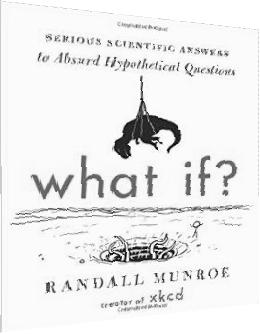 SERIOUS SCIENTIFIC ANSWERS
to Absurd Hypothetical Questions
what if?
RANDALL MUNROE
creator of xkcd